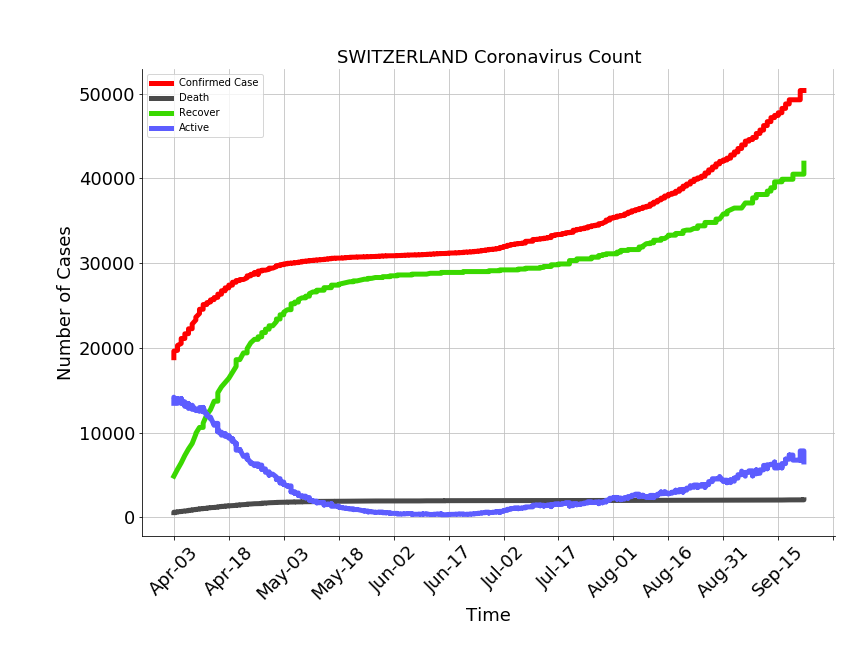 SWITZERLAND Coronavirus Count
Confirmed Case
Death
Recover
Active
50000
40000
30000
20000
10000
0
Number of Cases
Apr-03
Apr-18
May-03
May-18
Jun-02
Jun-17
Jul-02
Jul-17
Aug-01
Aug-16
Aug-31
Sep-15
Time